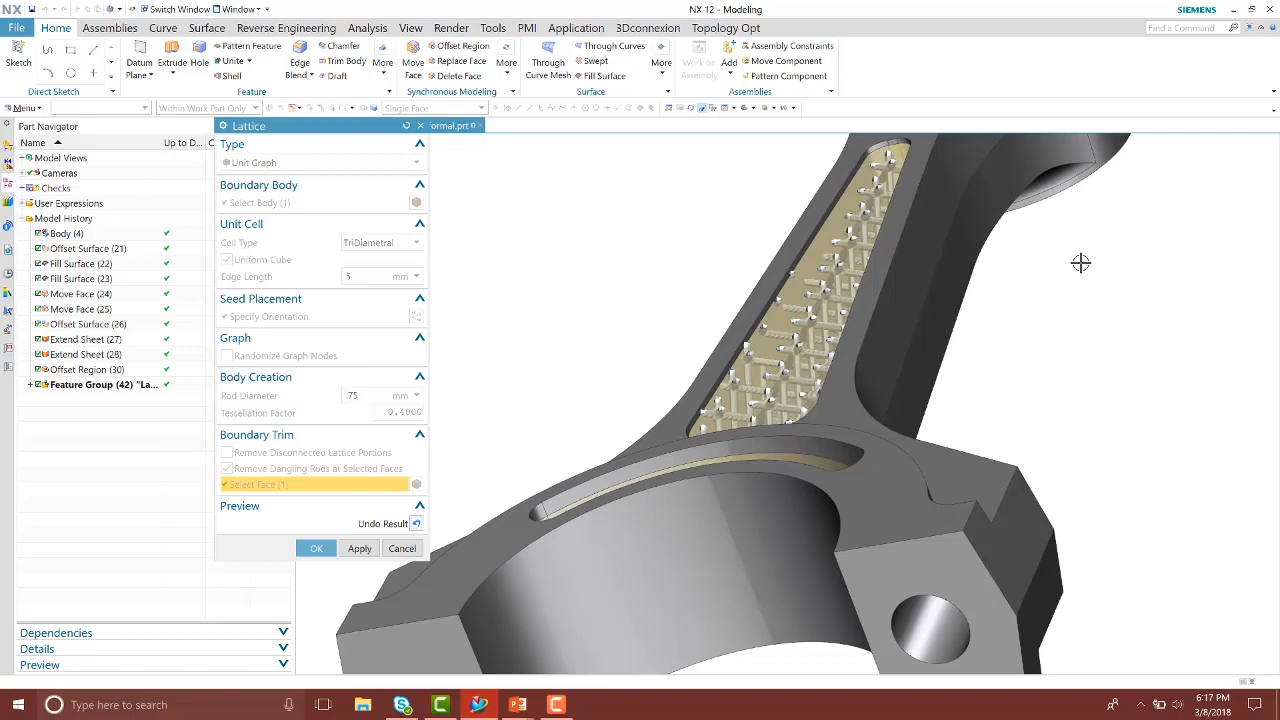 NX
Switch Window
Window
NX 12 - Modeling
SIEMENS
File
Home
Assemblies
Curve
Surface
Reverse Engineering
Analysis
View
Render
Tools
PMI
Application
3Dconnexion
Topology Opt
Find a Command
Sketch
Direct Sketch
Datum Plane
Extrude
Hole
Pattern Feature
Unite
Shell
Edge Blend
Chamfer
Trim Body
Draft
More
Feature
Move Face
Offset Region
Replace Face
Delete Face
More
Synchronous Modeling
Through Curve Mesh
Through Curves
Swept
Fill Surface
More
Surface
Work on Assembly
Add
Assembly Constraints
Move Component
Pattern Component
Assemblies
Menu
Within Work Part Only
Single Face
Part Navigator
Name
Up to D...
C
Model Views
Cameras
Checks
User Expressions
Model History
Body (4)
Offset Surface (21)
Fill Surface (22)
Fill Surface (23)
Move Face (24)
Move Face (25)
Offset Surface (26)
Extend Sheet (27)
Extend Sheet (28)
Offset Region (30)
Feature Group (42) "La...
Dependencies
Details
Preview
Lattice
formal.prt
Type
Unit Graph
Boundary Body
Select Body (1)
Unit Cell
Cell Type
TriDiametral
Uniform Cube
Edge Length
5
mm
Seed Placement
Specify Orientation
Graph
Randomize Graph Nodes
Body Creation
Rod Diameter
.75
mm
Tessellation Factor
0.4000
Boundary Trim
Remove Disconnected Lattice Portions
Remove Dangling Rods at Selected Faces
Select Face (1)
Preview
Undo Result
OK
Apply
Cancel
Type here to search
6:17 PM
3/8/2018